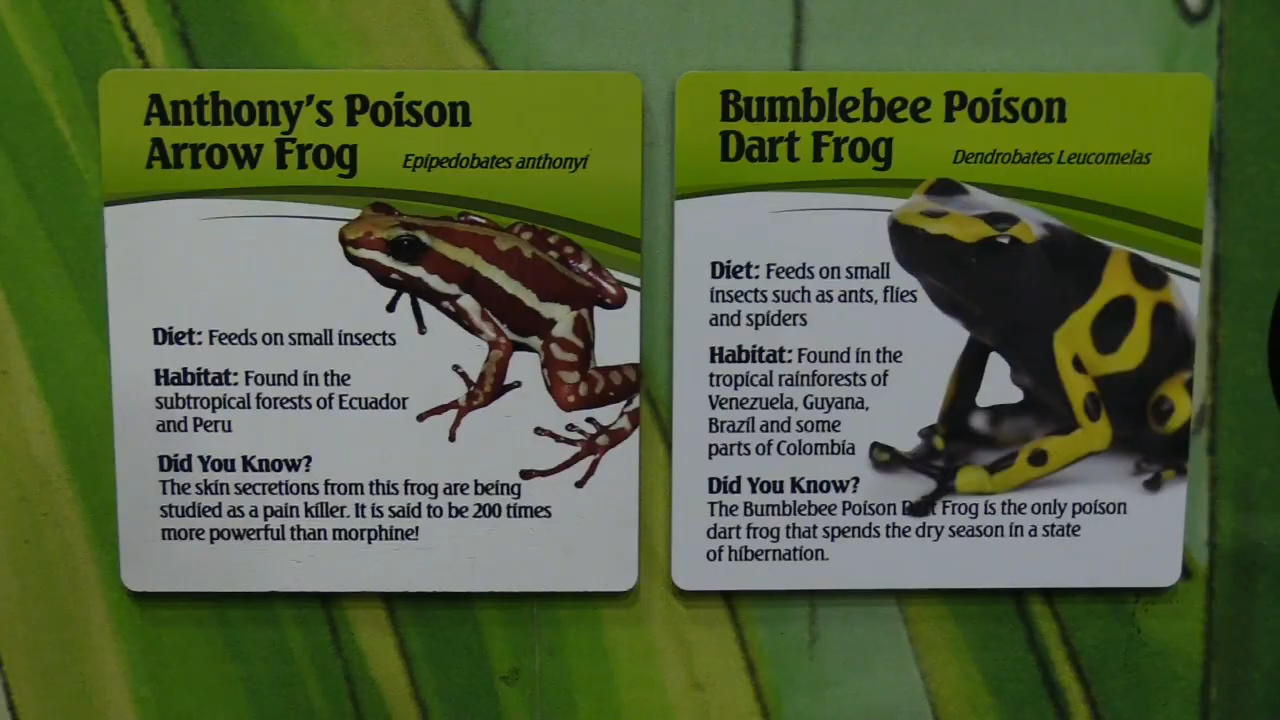 Anthony's Poison
Arrow Frog
Epipedobates anthonyi
Diet: Feeds on small insects
Habitat: Found in the
subtropical forests of Ecuador
and Peru
Did You Know?
The skin secretions from this frog are being
studied as a pain killer. It is said to be 200 times
more powerful than morphine!
Bumblebee Poison
Dart Frog
Dendrobates Leucomelas
Diet: Feeds on small
insects such as ants, flies
and spiders
Habitat: Found in the
tropical rainforests of
Venezuela, Guyana,
Brazil and some
parts of Colombia
Did You Know?
The Bumblebee Poison Dart Frog is the only poison
dart frog that spends the dry season in a state
of hibernation.